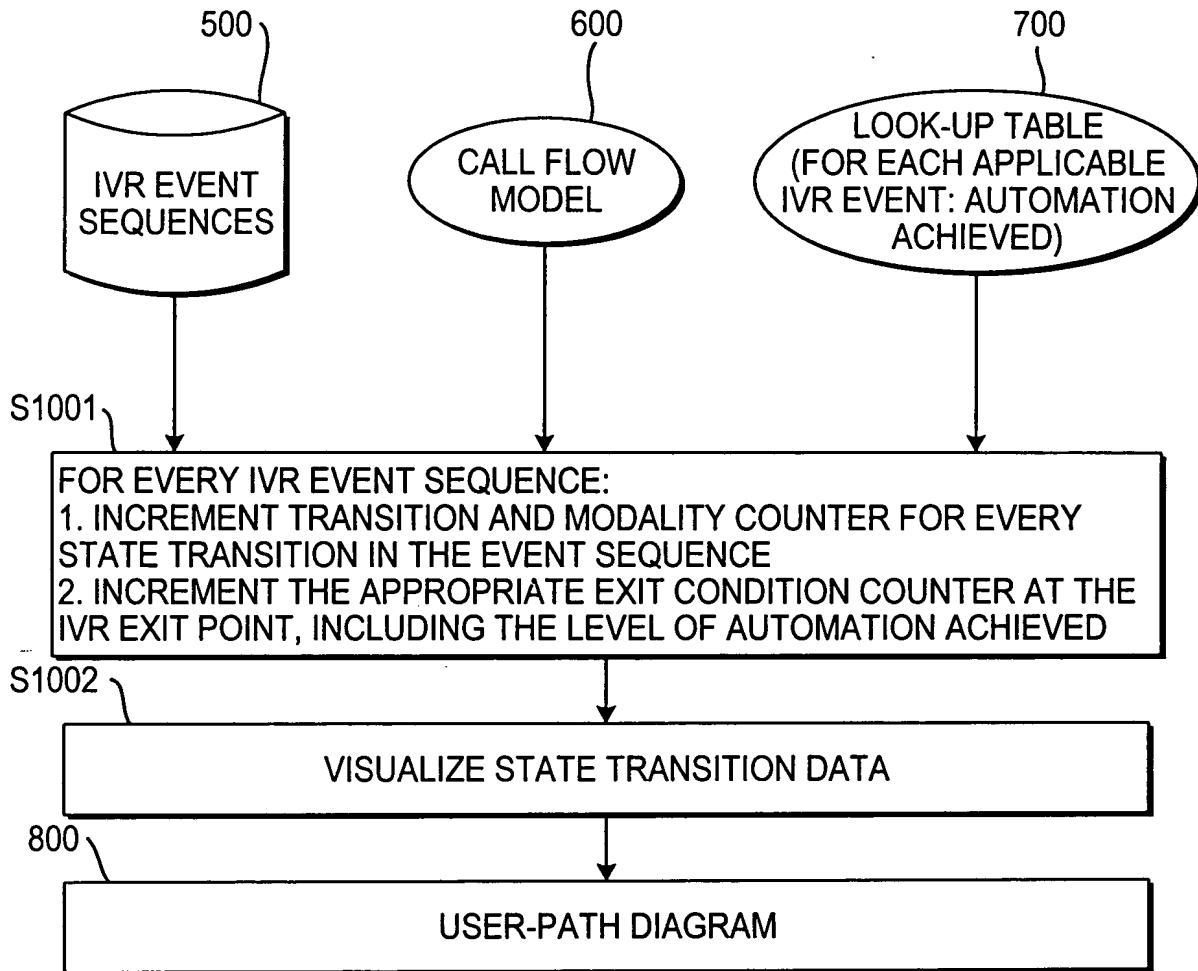 500
600
700
IVR EVENT
SEQUENCES
CALL FLOW
MODEL
LOOK-UP TABLE
(FOR EACH APPLICABLE
IVR EVENT: AUTOMATION
ACHIEVED)
S1001
FOR EVERY IVR EVENT SEQUENCE:
1. INCREMENT TRANSITION AND MODALITY COUNTER FOR EVERY
STATE TRANSITION IN THE EVENT SEQUENCE
2. INCREMENT THE APPROPRIATE EXIT CONDITION COUNTER AT THE
IVR EXIT POINT, INCLUDING THE LEVEL OF AUTOMATION ACHIEVED
S1002
VISUALIZE STATE TRANSITION DATA
800
USER-PATH DIAGRAM